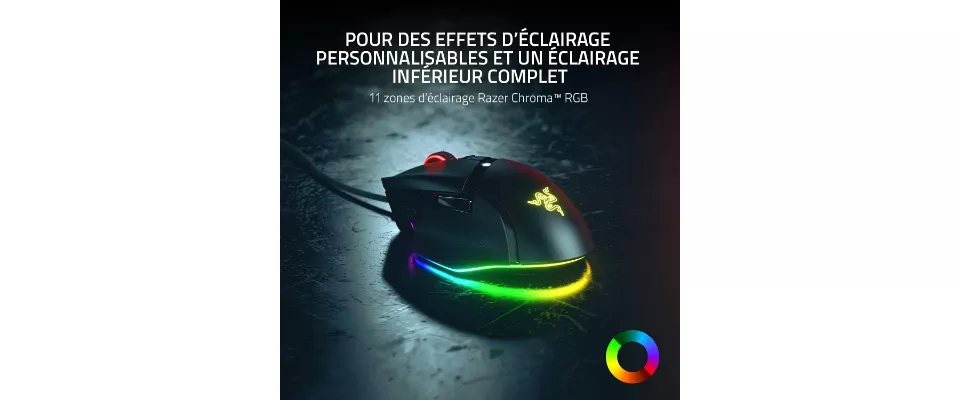 POUR DES EFFETS D’ÉCLAIRAGE
PERSONNALISABLES ET UN ÉCLAIRAGE
INFÉRIEUR COMPLET
11 zones d’éclairage Razer Chroma™ RGB